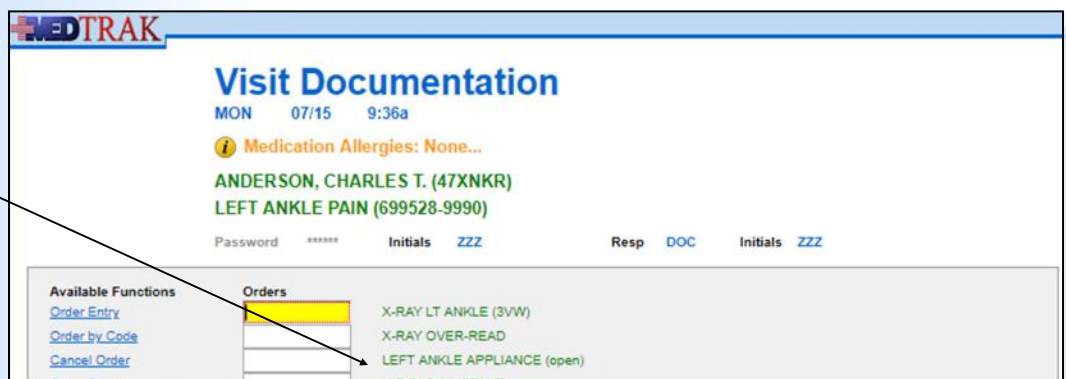 MEDTRAK
Visit Documentation
MON 07/15 9:36a
i Medication Allergies: None...
ANDERSON, CHARLES T. (47XNKR)
LEFT ANKLE PAIN (699528-9990)
Password ****** Initials ZZZ Resp DOC Initials ZZZ
Available Functions Orders
Order Entry X-RAY LT ANKLE (3VW)
Order by Code X-RAY OVER-READ
Cancel Order LEFT ANKLE APPLIANCE (open)